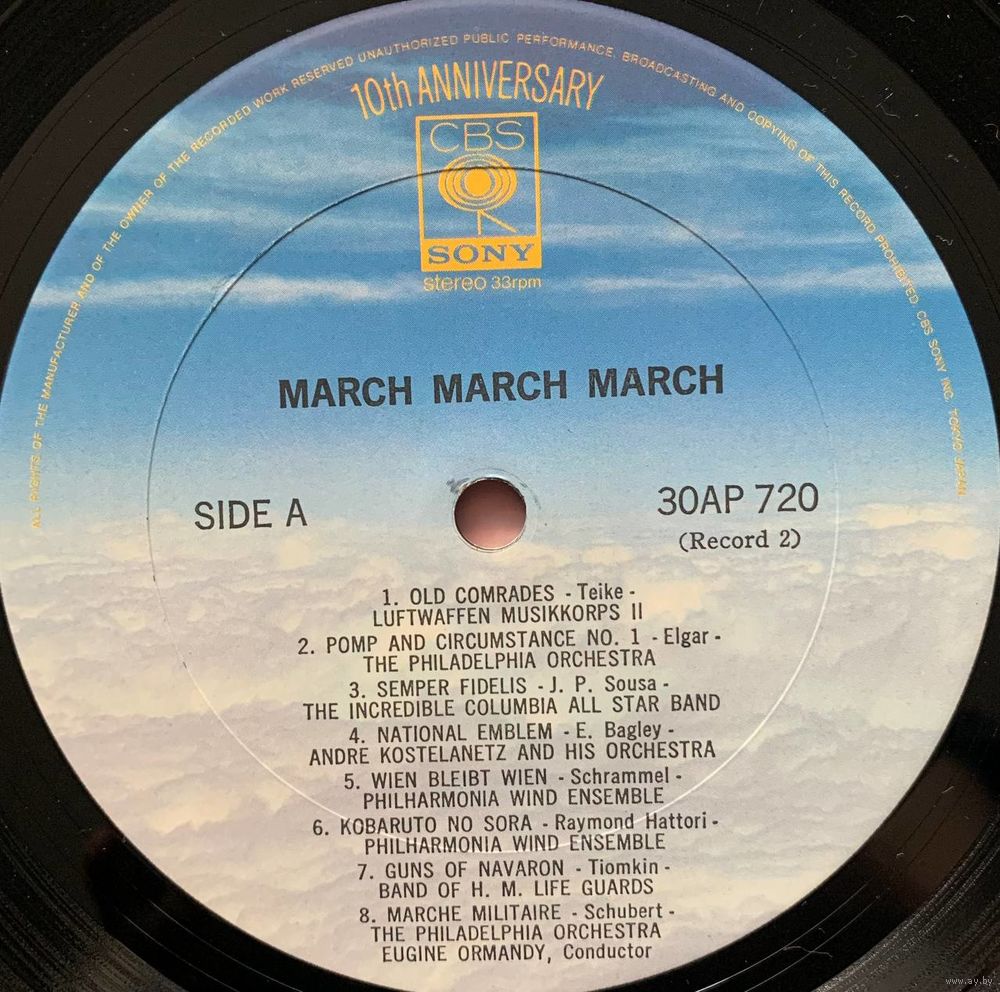 ALL RIGHTS OF THE MANUFACTURER AND OF THE OWNER OF THE RECORDED WORK RESERVED UNAUTHORIZED PUBLIC PERFORMANCE, BROADCASTING AND COPYING OF THIS RECORD PROHIBITED. CBS SONY INC. TOKYO JAPAN
10th ANNIVERSARY
CBS
SONY
stereo 33rpm
MARCH MARCH MARCH
SIDE A
30AP 720
(Record 2)
1. OLD COMRADES - Teike -
LUFTWAFFEN MUSIKKORPS II
2. POMP AND CIRCUMSTANCE NO. 1 - Elgar -
THE PHILADELPHIA ORCHESTRA
3. SEMPER FIDELIS - J. P. Sousa -
THE INCREDIBLE COLUMBIA ALL STAR BAND
4. NATIONAL EMBLEM - E. Bagley -
ANDRE KOSTELANETZ AND HIS ORCHESTRA
5. WIEN BLEIBT WIEN - Schrammel -
PHILHARMONIA WIND ENSEMBLE
6. KOBARUTO NO SORA - Raymond Hattori -
PHILHARMONIA WIND ENSEMBLE
7. GUNS OF NAVARON - Tiomkin -
BAND OF H. M. LIFE GUARDS
8. MARCHE MILITAIRE - Schubert -
THE PHILADELPHIA ORCHESTRA
EUGINE ORMANDY, Conductor
www.ay.by